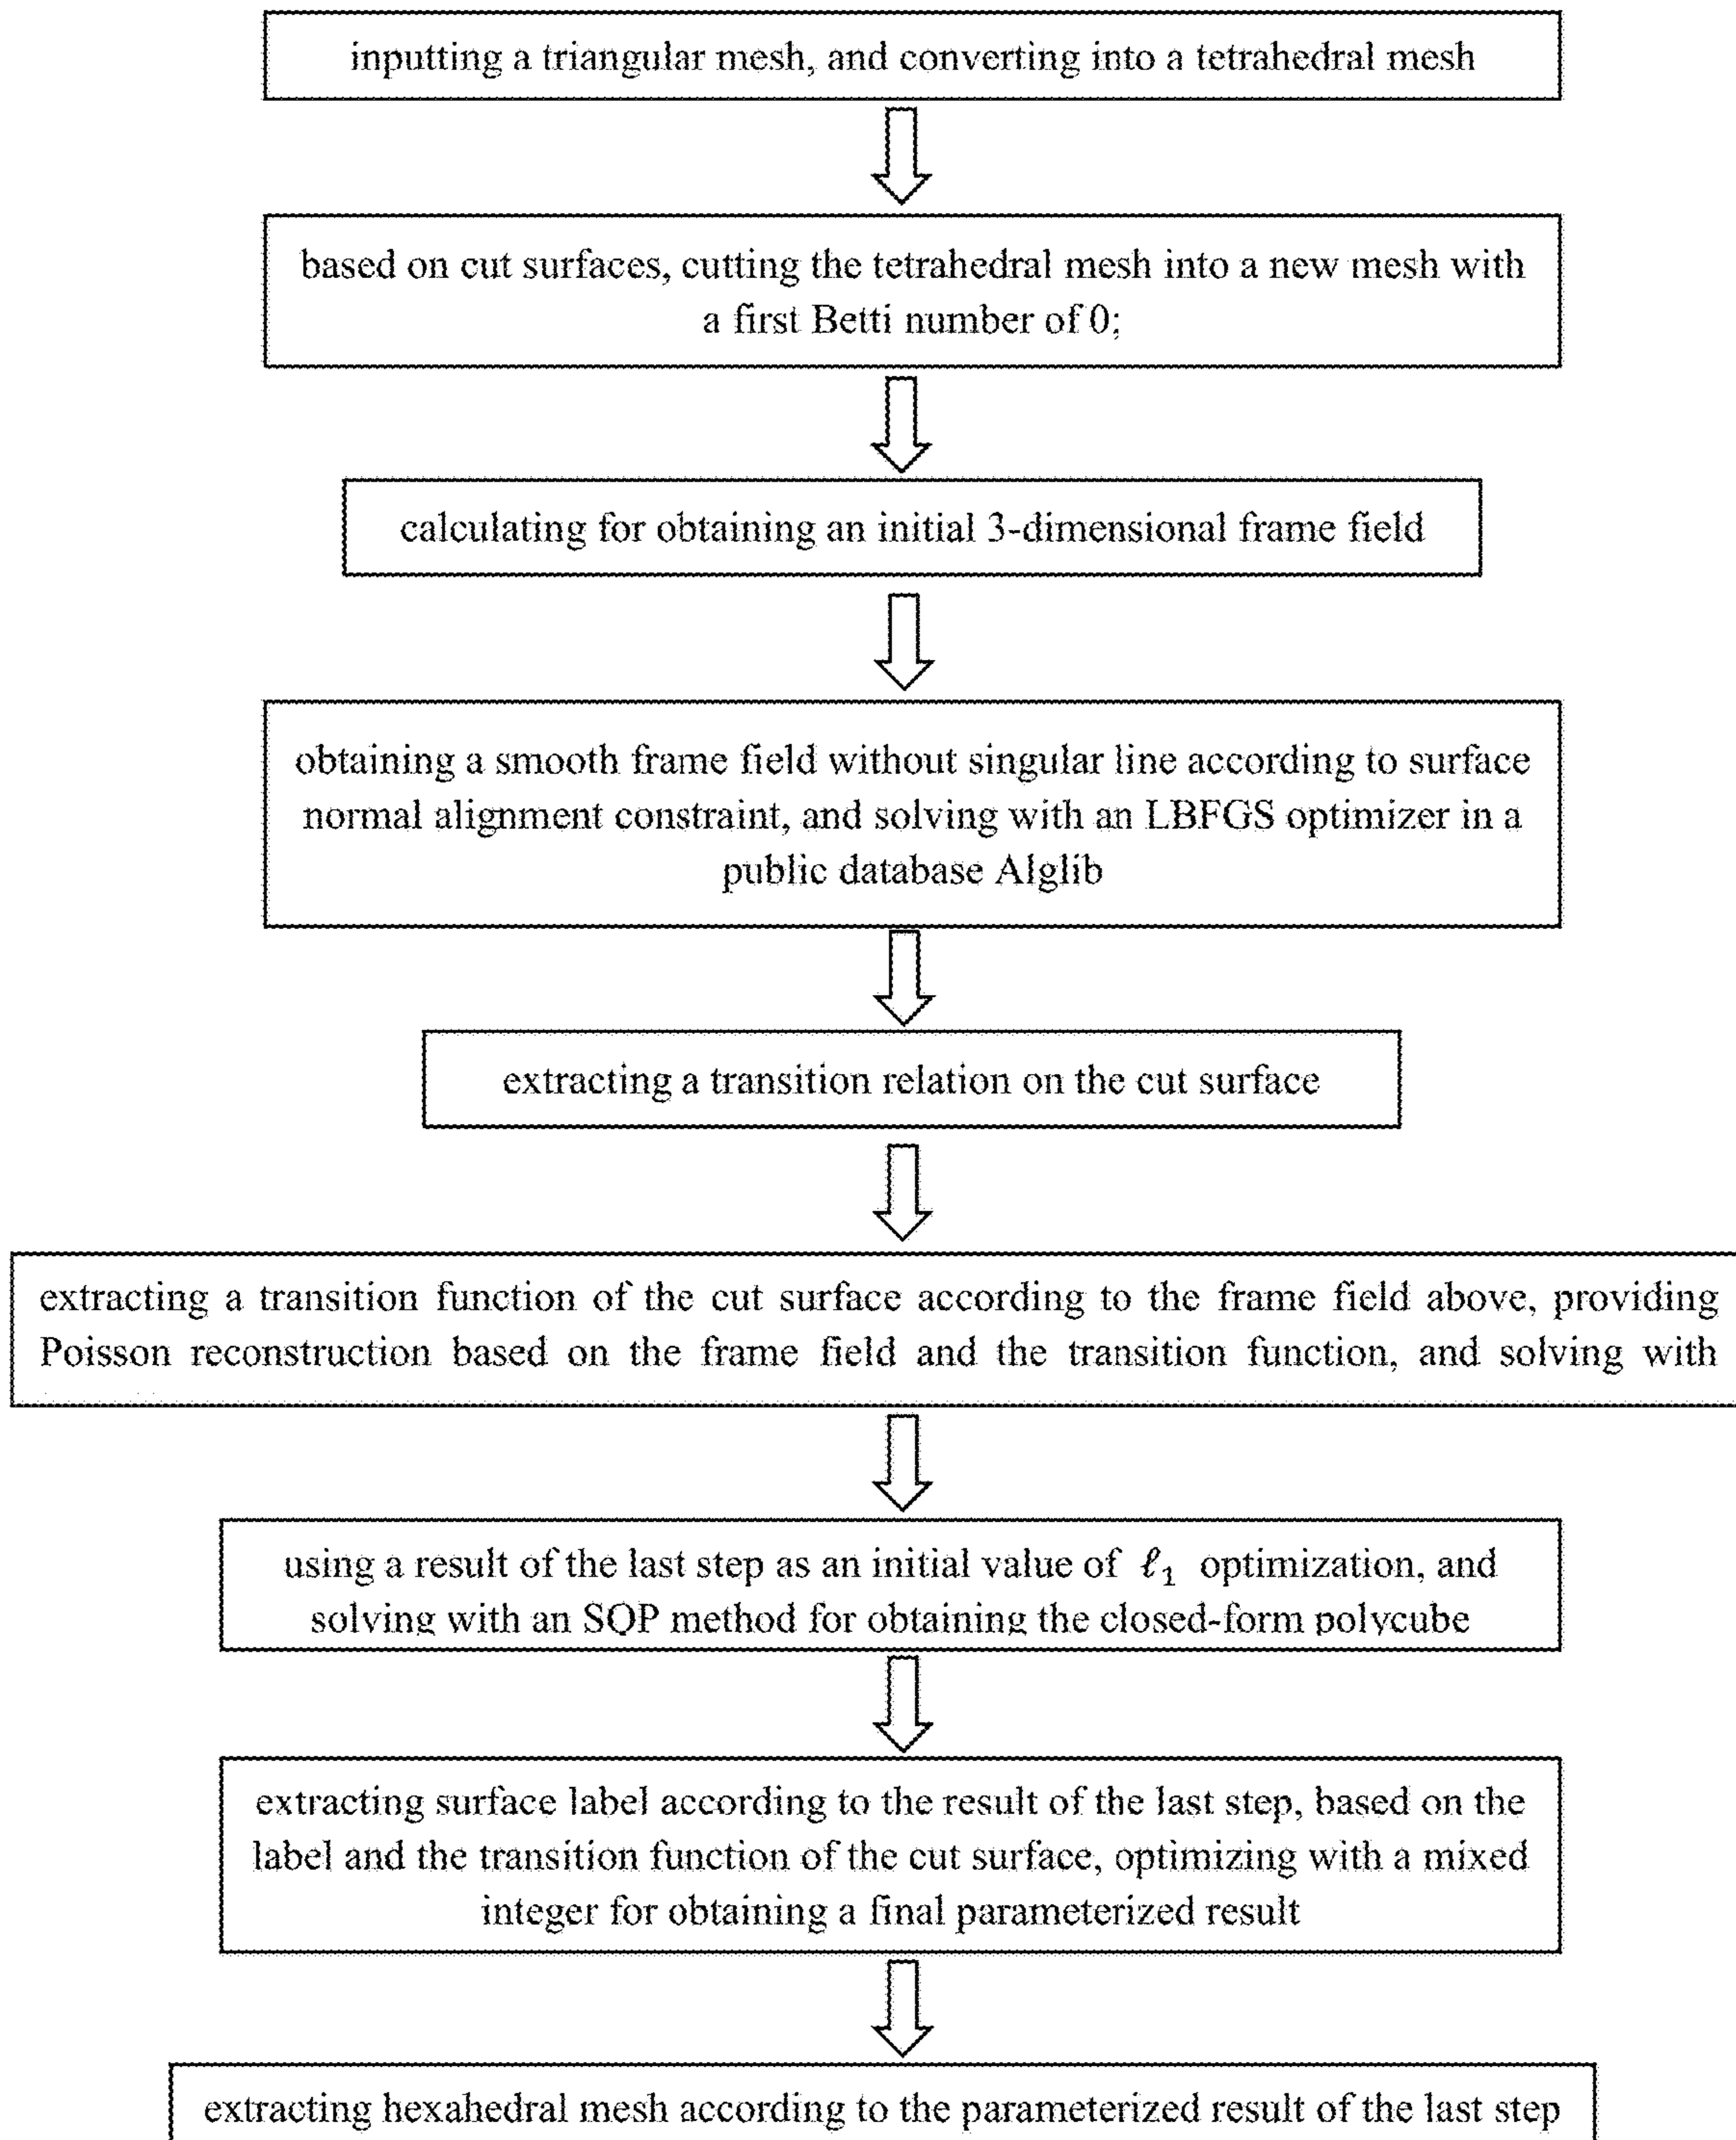 inputting a triangular mesh, and converting into a tetrahedral mesh
based on cut surfaces, cutting the tetrahedral mesh into a new mesh with
a first Betti number of 0;
calculating for obtaining an initial 3-dimensional frame field
obtaining a smooth frame field without singular line according to surface
normal alignment constraint, and solving with an LBFGS optimizer in a
public database Alglib
extracting a transition relation on the cut surface
extracting a transition function of the cut surface according to the frame field above, providing
Poisson reconstruction based on the frame field and the transition function, and solving with
using a result of the last step as an initial value of ℓ₁ optimization, and
solving with an SQP method for obtaining the closed-form polycube
extracting surface label according to the result of the last step, based on the
label and the transition function of the cut surface, optimizing with a mixed
integer for obtaining a final parameterized result
extracting hexahedral mesh according to the parameterized result of the last step